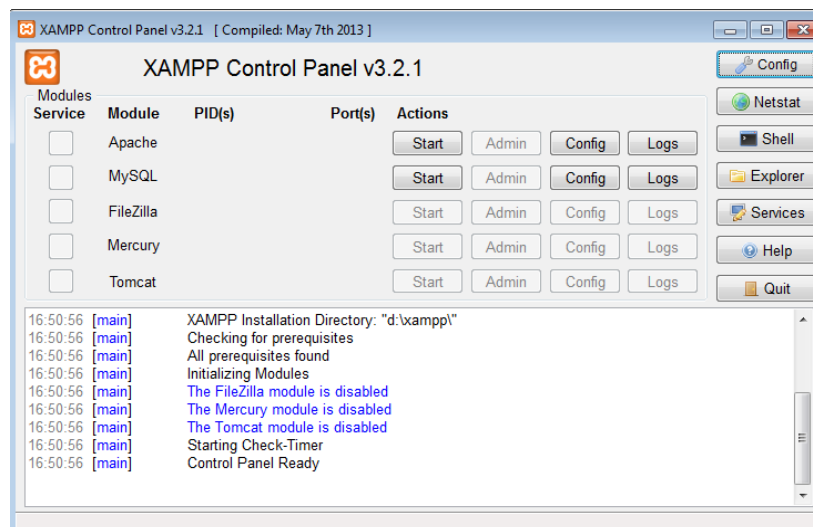 XAMPP Control Panel v3.2.1 [ Compiled: May 7th 2013 ]
XAMPP Control Panel v3.2.1
Config
Modules
Service Module PID(s) Port(s) Actions
Netstat
Apache Start Admin Config Logs
Shell
MySQL Start Admin Config Logs
Explorer
FileZilla Start Admin Config Logs
Services
Mercury Start Admin Config Logs
Help
Tomcat Start Admin Config Logs
Quit
16:50:56 [main] XAMPP Installation Directory: "d:\xampp\"
16:50:56 [main] Checking for prerequisites
16:50:56 [main] All prerequisites found
16:50:56 [main] Initializing Modules
16:50:56 [main] The FileZilla module is disabled
16:50:56 [main] The Mercury module is disabled
16:50:56 [main] The Tomcat module is disabled
16:50:56 [main] Starting Check-Timer
16:50:56 [main] Control Panel Ready